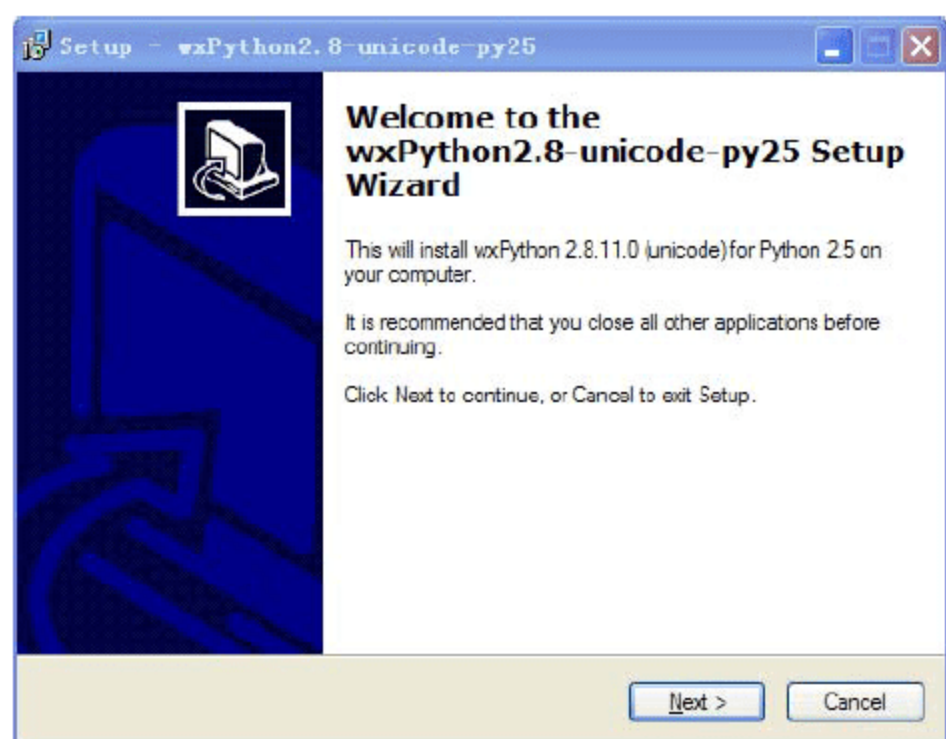 Setup - wxPython2.8-unicode-py25
Welcome to the
wxPython2.8-unicode-py25 Setup
Wizard
This will install wxPython 2.8.11.0 (unicode) for Python 2.5 on
your computer.
It is recommended that you close all other applications before
continuing.
Click Next to continue, or Cancel to exit Setup.
Next >
Cancel